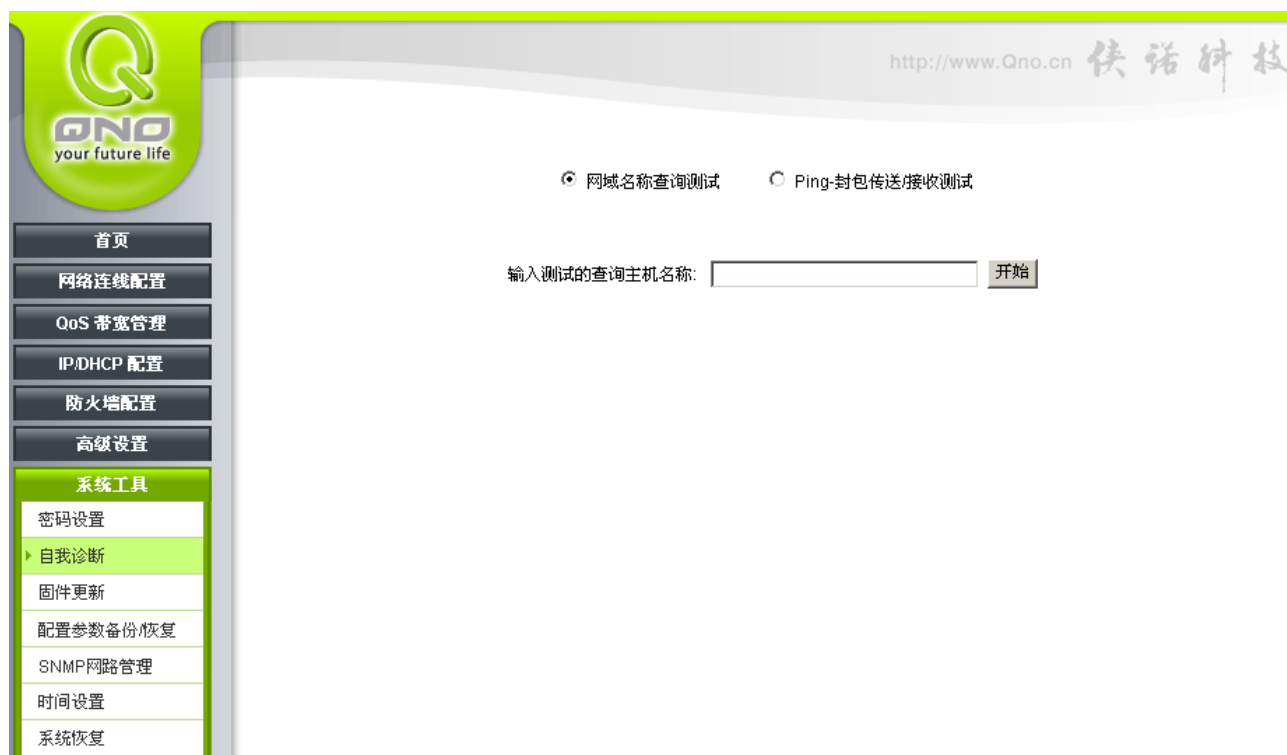 http://www.Qno.cn 侠诺科技
QNO
your future life
网域名称查询测试 Ping-封包传送/接收测试
输入测试的查询主机名称: 开始
首页
网络连线配置
QoS 带宽管理
IP/DHCP 配置
防火墙配置
高级设置
系统工具
密码设置
自我诊断
固件更新
配置参数备份/恢复
SNMP网路管理
时间设置
系统恢复